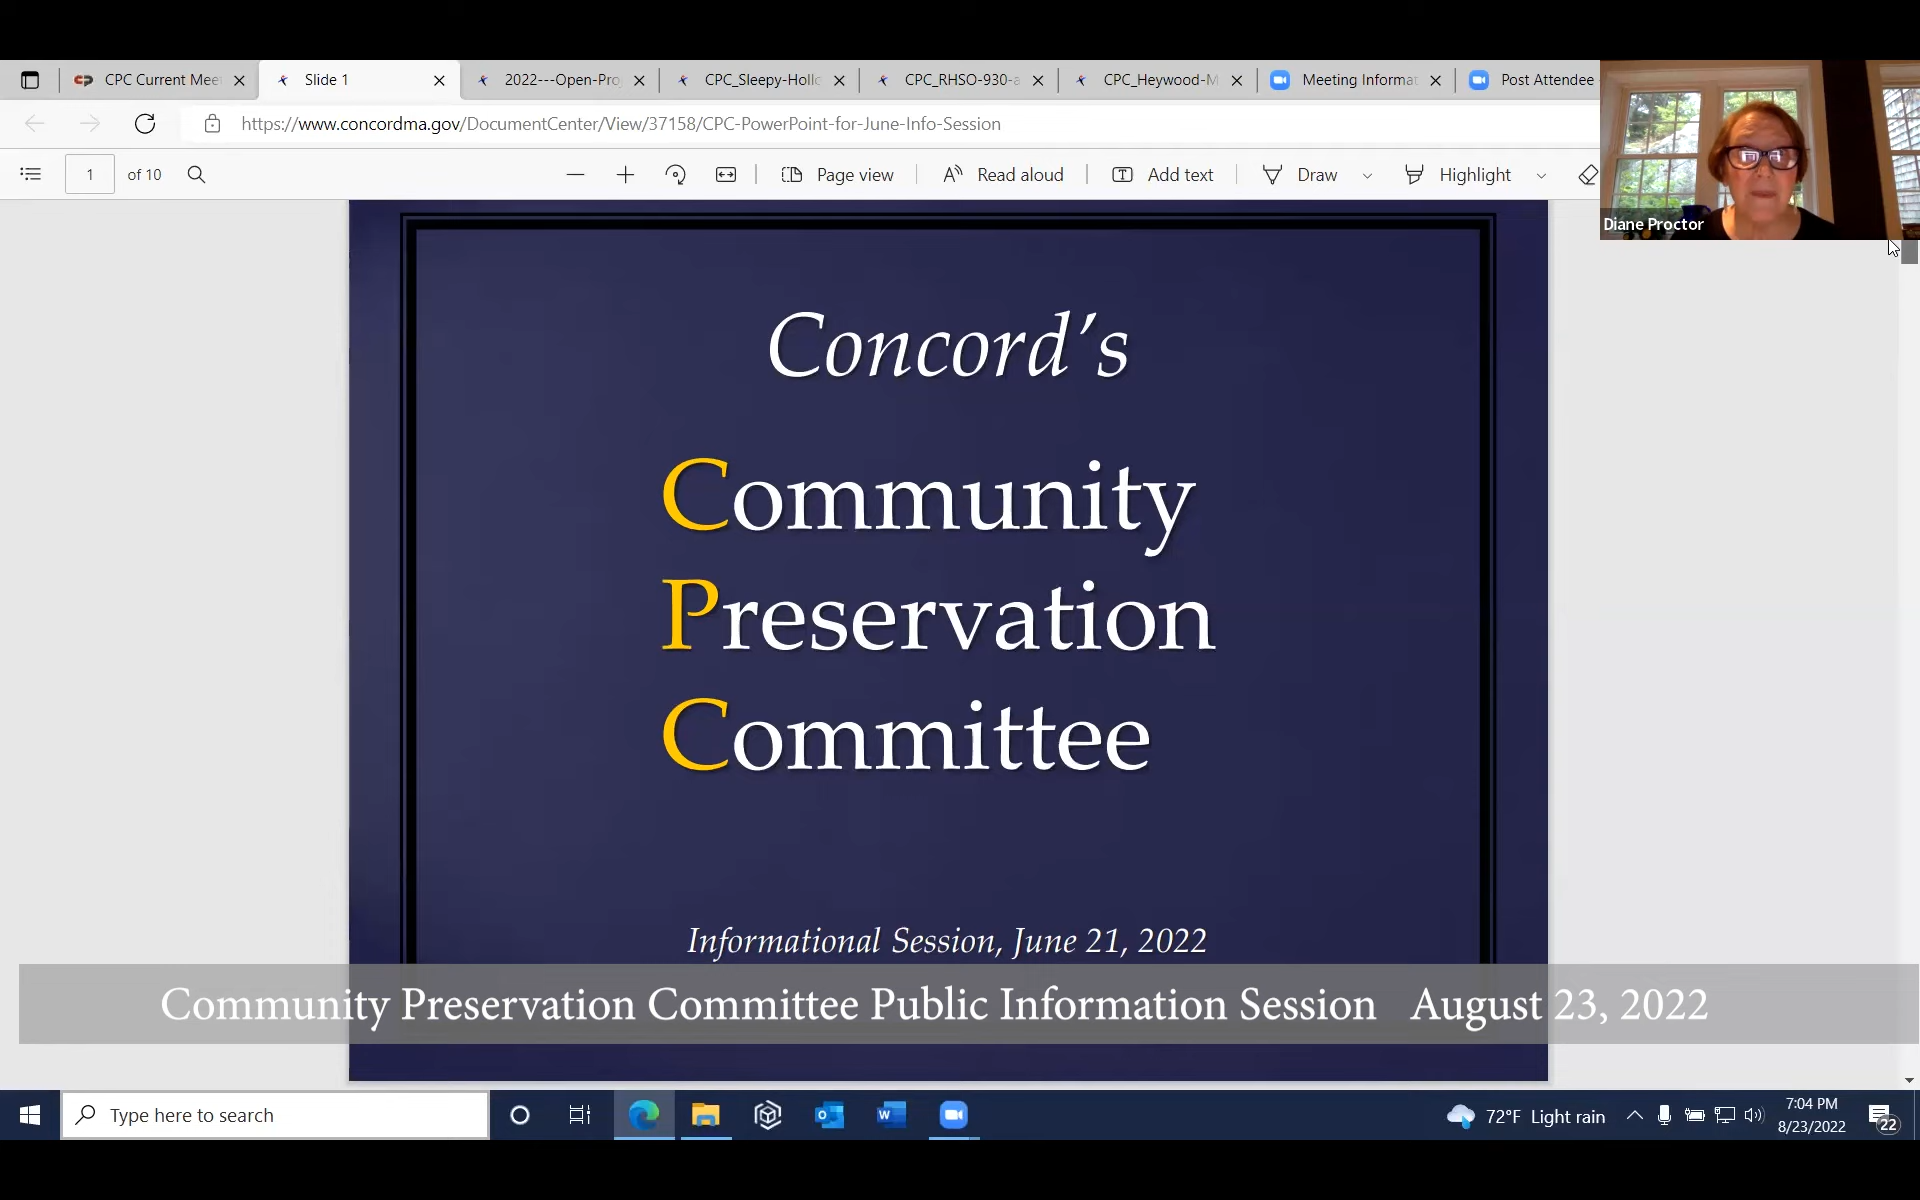 CPC Current Mee
Slide 1
2022---Open-Pro
CPC_Sleepy-Hollo
CPC_RHSO-930-a
CPC_Heywood-M
Meeting Informat
Post Attendee -
https://www.concordma.gov/DocumentCenter/View/37158/CPC-PowerPoint-for-June-Info-Session
1 of 10
Page view
Read aloud
Add text
Draw
Highlight
Diane Proctor
Concord's
Community
Preservation
Committee
Informational Session, June 21, 2022
Community Preservation Committee Public Information Session August 23, 2022
Type here to search
72°F Light rain
7:04 PM
8/23/2022
22